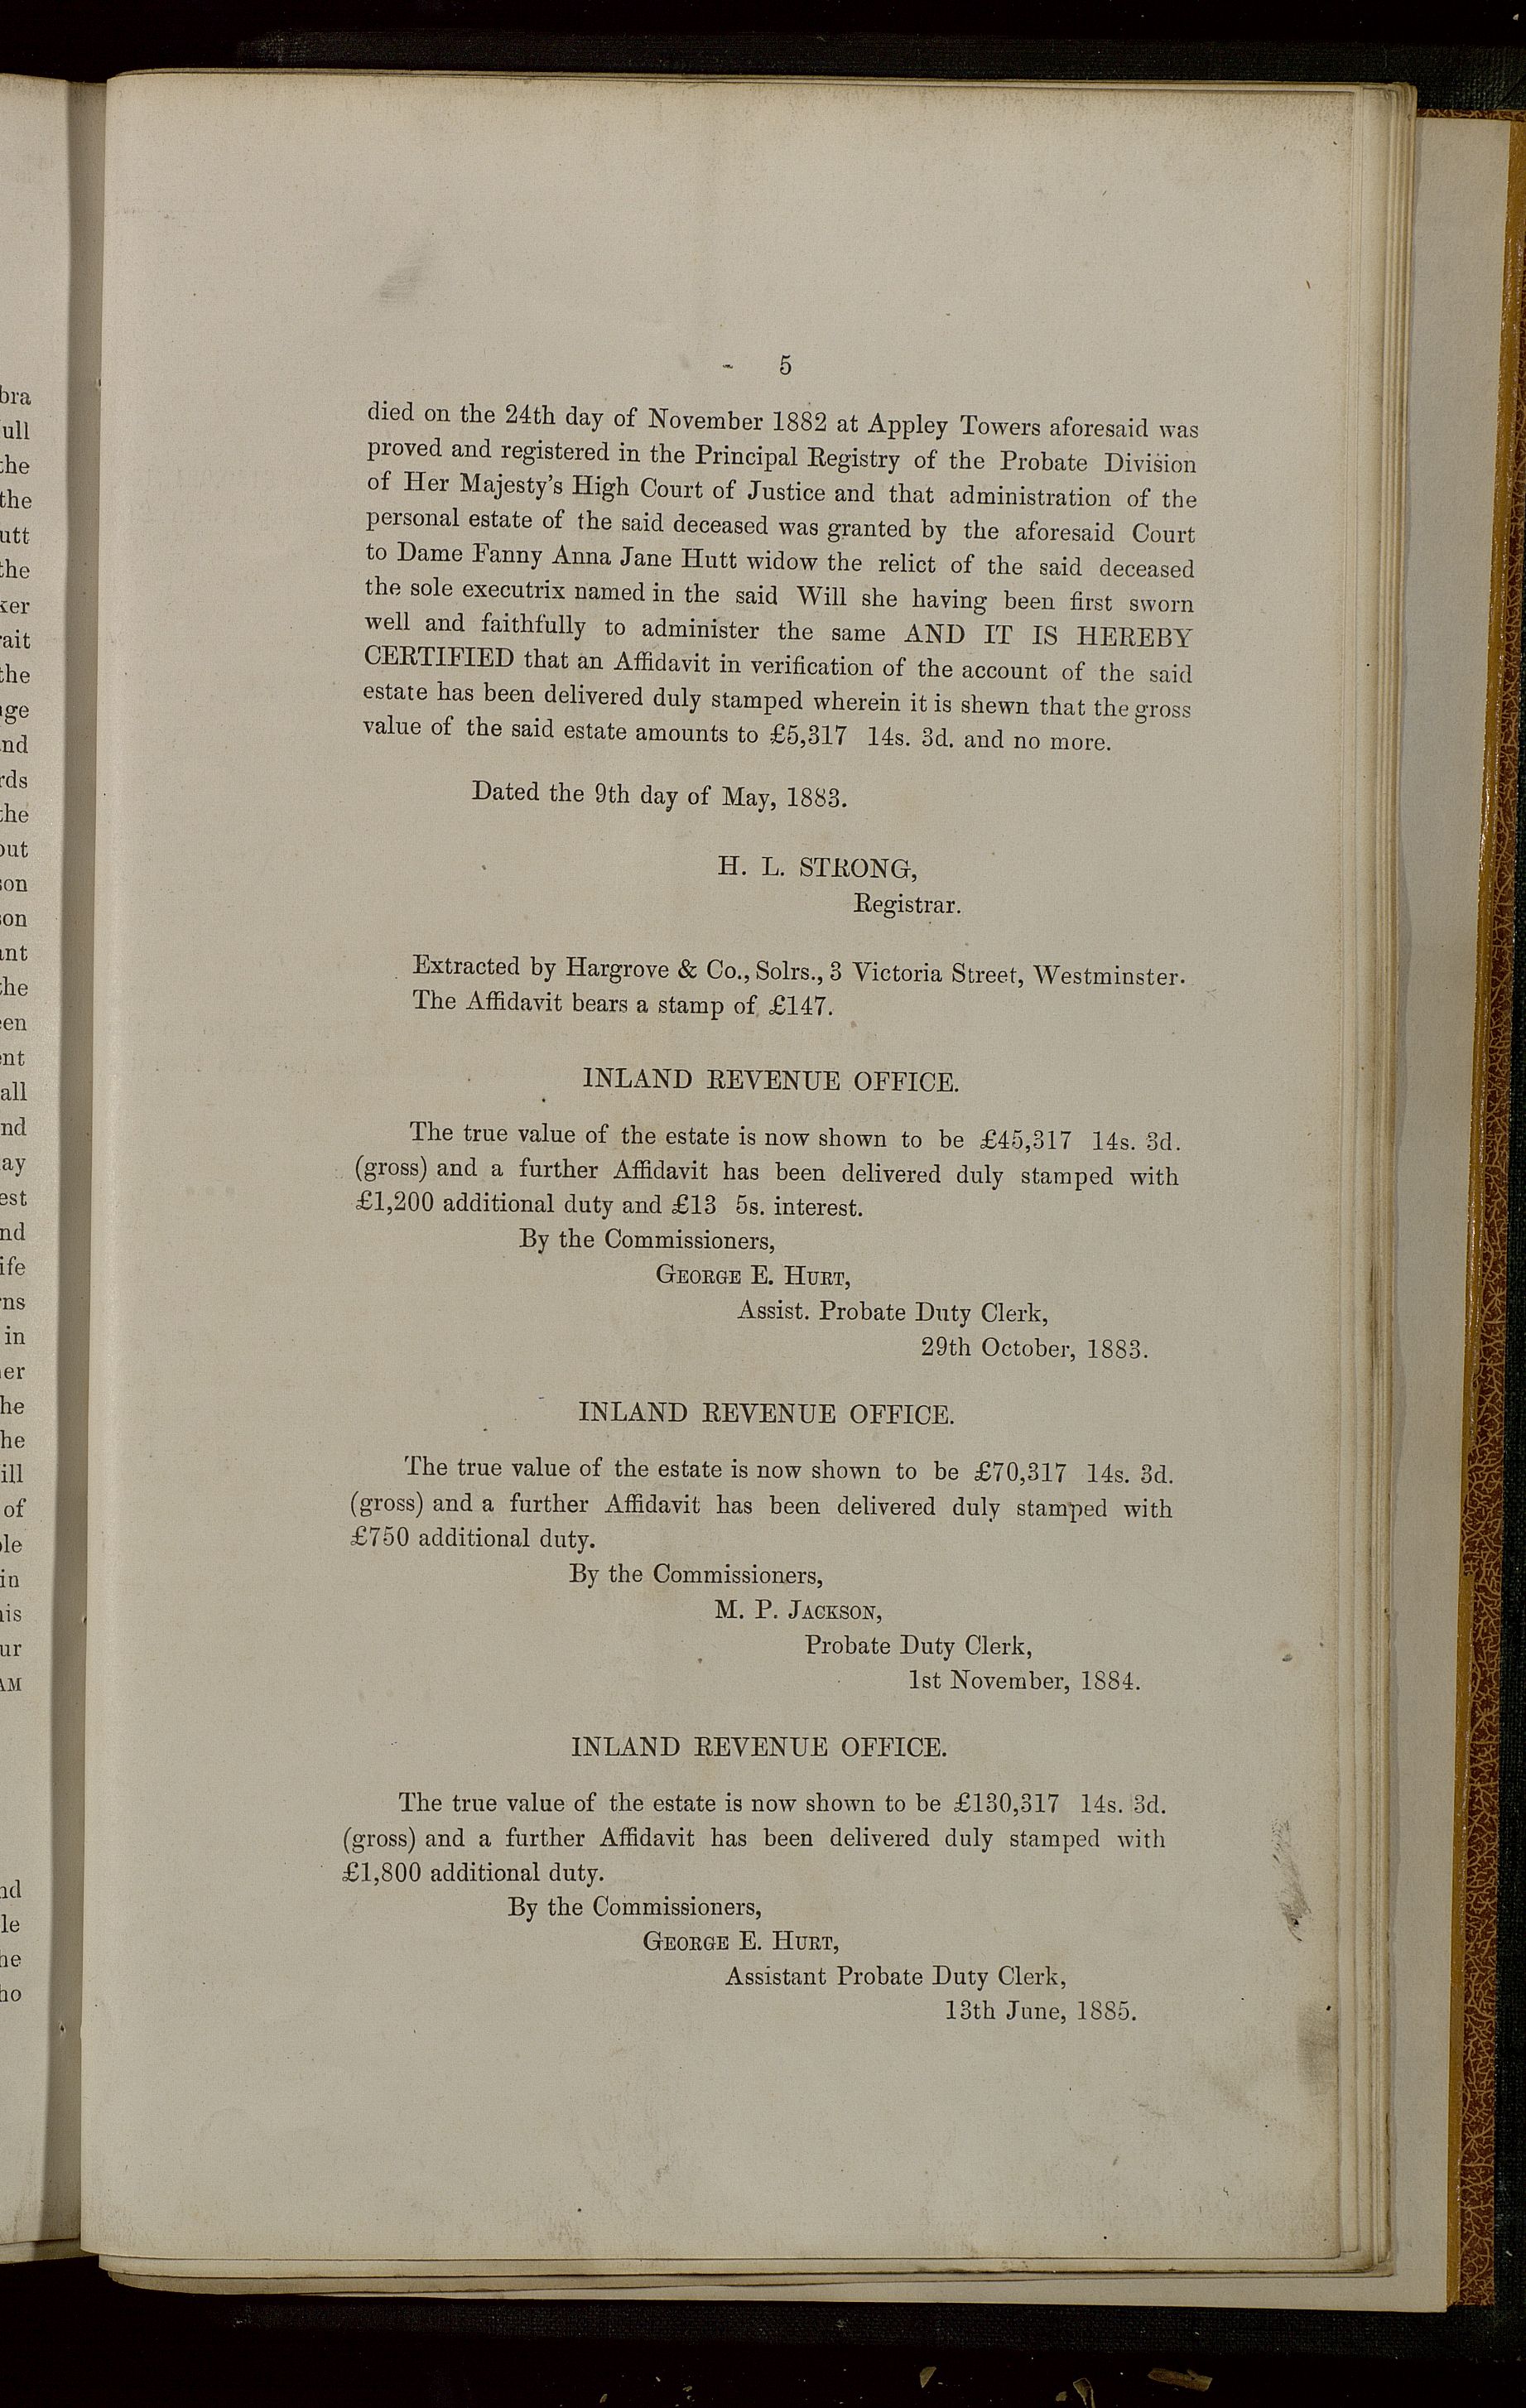 5
died on the 24th day of November 1882 at Appley Towers aforesaid was
proved and registered in the Principal Registry of the Probate Division
of Her Majesty's High Court of Justice and that administration of the
personal estate of the said deceased was granted by the aforesaid Court
to Dame Fanny Anna Jane Hutt widow the relict of the said deceased
the sole executrix named in the said Will she having been first sworn
well and faithfully to administer the same AND IT IS HEREBY
CERTIFIED that an Affidavit in verification of the account of the said
estate has been delivered duly stamped wherein it is shewn that the gross
value of the said estate amounts to £5,317 14s. 3d. and no more.
Dated the 9th day of May, 1883.
H. L. STRONG,
Registrar.
Extracted by Hargrove & Co., Solrs., 3 Victoria Street, Westminster.
The Affidavit bears a stamp of £147.
INLAND REVENUE OFFICE.
The true value of the estate is now shown to be £45,317 14s. 3d.
(gross) and a further Affidavit has been delivered duly stamped with
£1,200 additional duty and £13 5s. interest.
By the Commissioners,
GEORGE E. HURT,
Assist. Probate Duty Clerk,
29th October, 1883.
INLAND REVENUE OFFICE.
The true value of the estate is now shown to be £70,317 14s. 3d.
(gross) and a further Affidavit has been delivered duly stamped with
£750 additional duty.
By the Commissioners,
M. P. JACKSON,
Probate Duty Clerk,
1st November, 1884.
INLAND REVENUE OFFICE.
The true value of the estate is now shown to be £130,317 14s. 3d.
(gross) and a further Affidavit has been delivered duly stamped with
£1,800 additional duty.
By the Commissioners,
GEORGE E. HURT,
Assistant Probate Duty Clerk,
13th June, 1885.